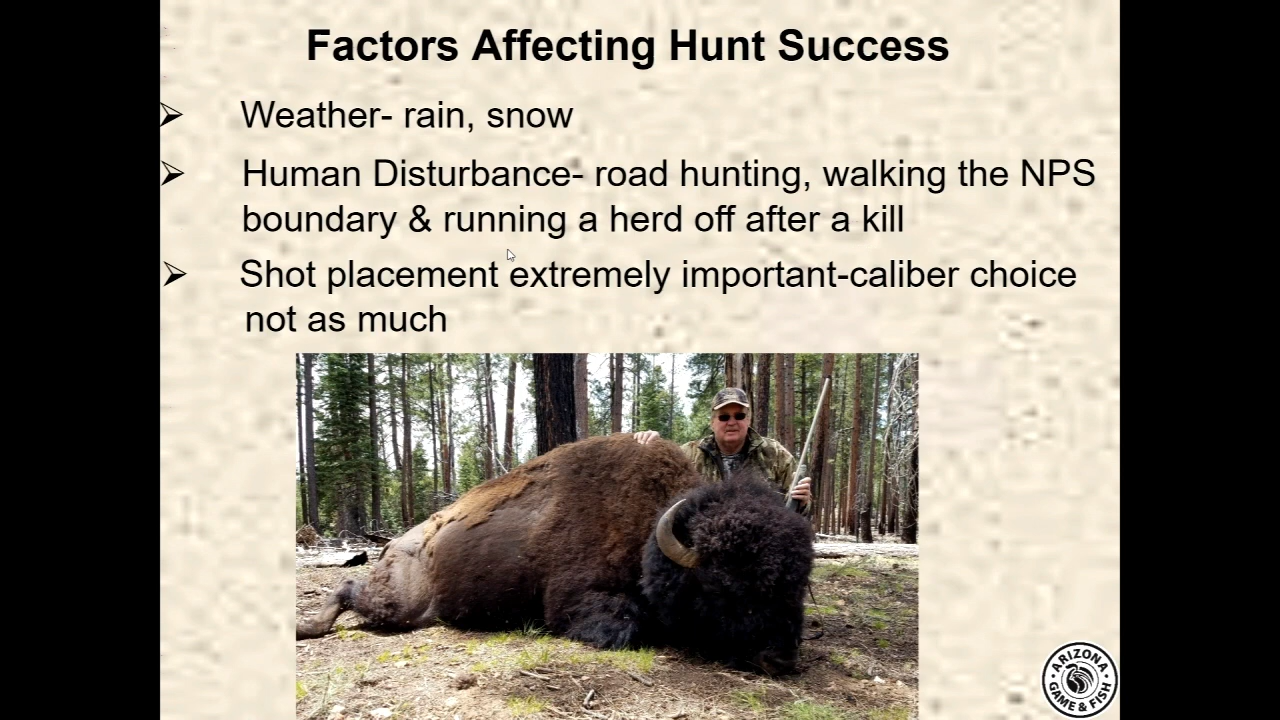 Factors Affecting Hunt Success
➢ Weather- rain, snow
➢ Human Disturbance- road hunting, walking the NPS
boundary & running a herd off after a kill
➢ Shot placement extremely important-caliber choice
not as much
ARIZONA
GAME & FISH